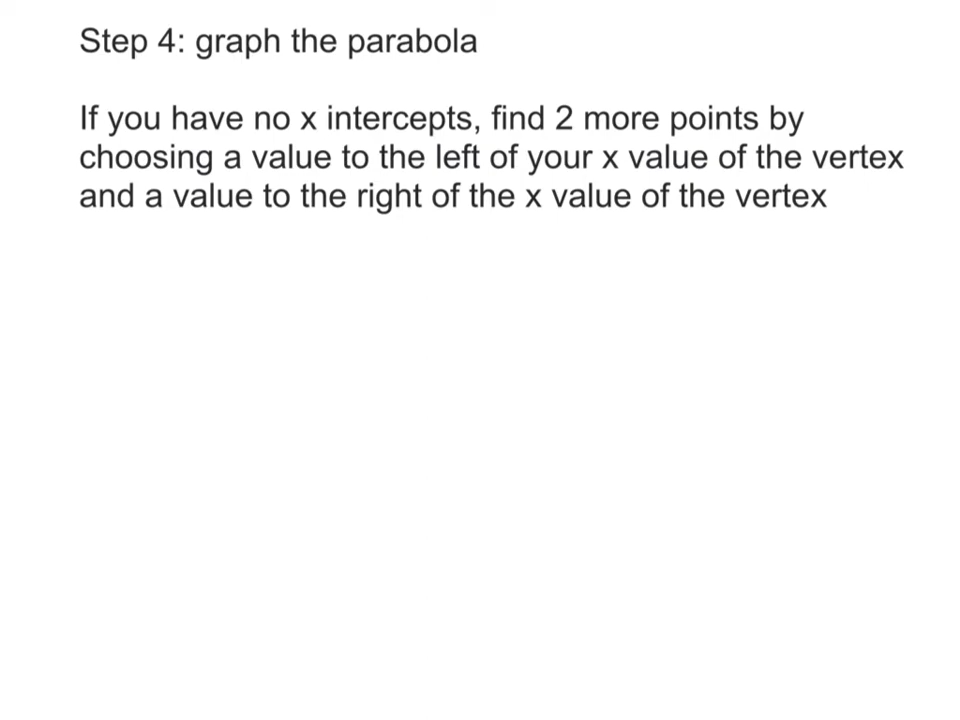 Step 4: graph the parabola
If you have no x intercepts, find 2 more points by
choosing a value to the left of your x value of the vertex
and a value to the right of the x value of the vertex